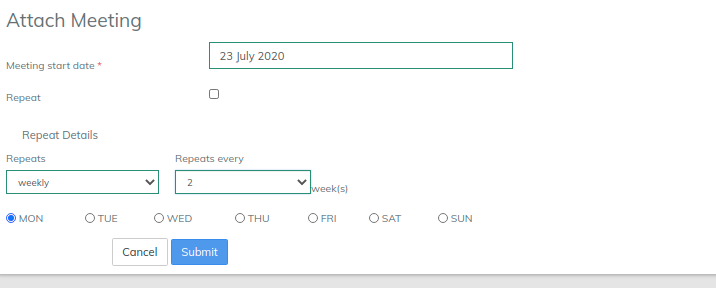 Attach Meeting
Meeting start date * 23 July 2020
Repeat
Repeat Details
Repeats Repeats every
weekly 2 week(s)
MON TUE WED THU FRI SAT SUN
Cancel Submit